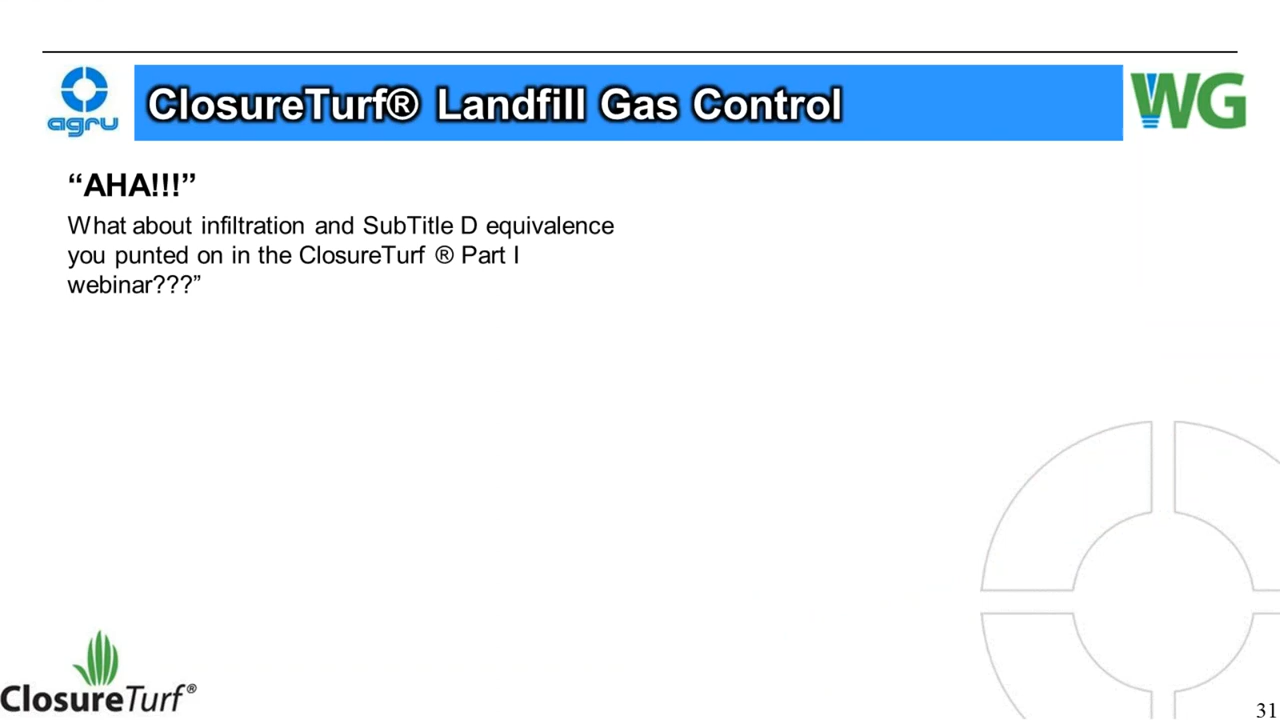 agru
ClosureTurf® Landfill Gas Control
WG
“AHA!!!”
What about infiltration and SubTitle D equivalence
you punted on in the ClosureTurf ® Part I
webinar???”
ClosureTurf®
31